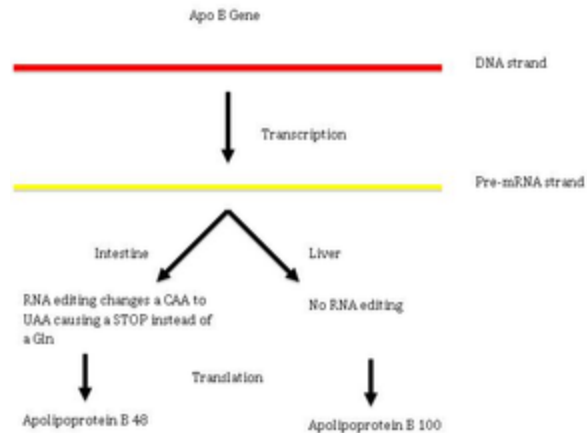 Apo B Gene
DNA strand
Transcription
Pre-mRNA strand
Intestine
Liver
RNA editing changes a CAA to
UAA causing a STOP instead of
a Gln
No RNA editing
Translation
Apolipoprotein B 48
Apolipoprotein B 100